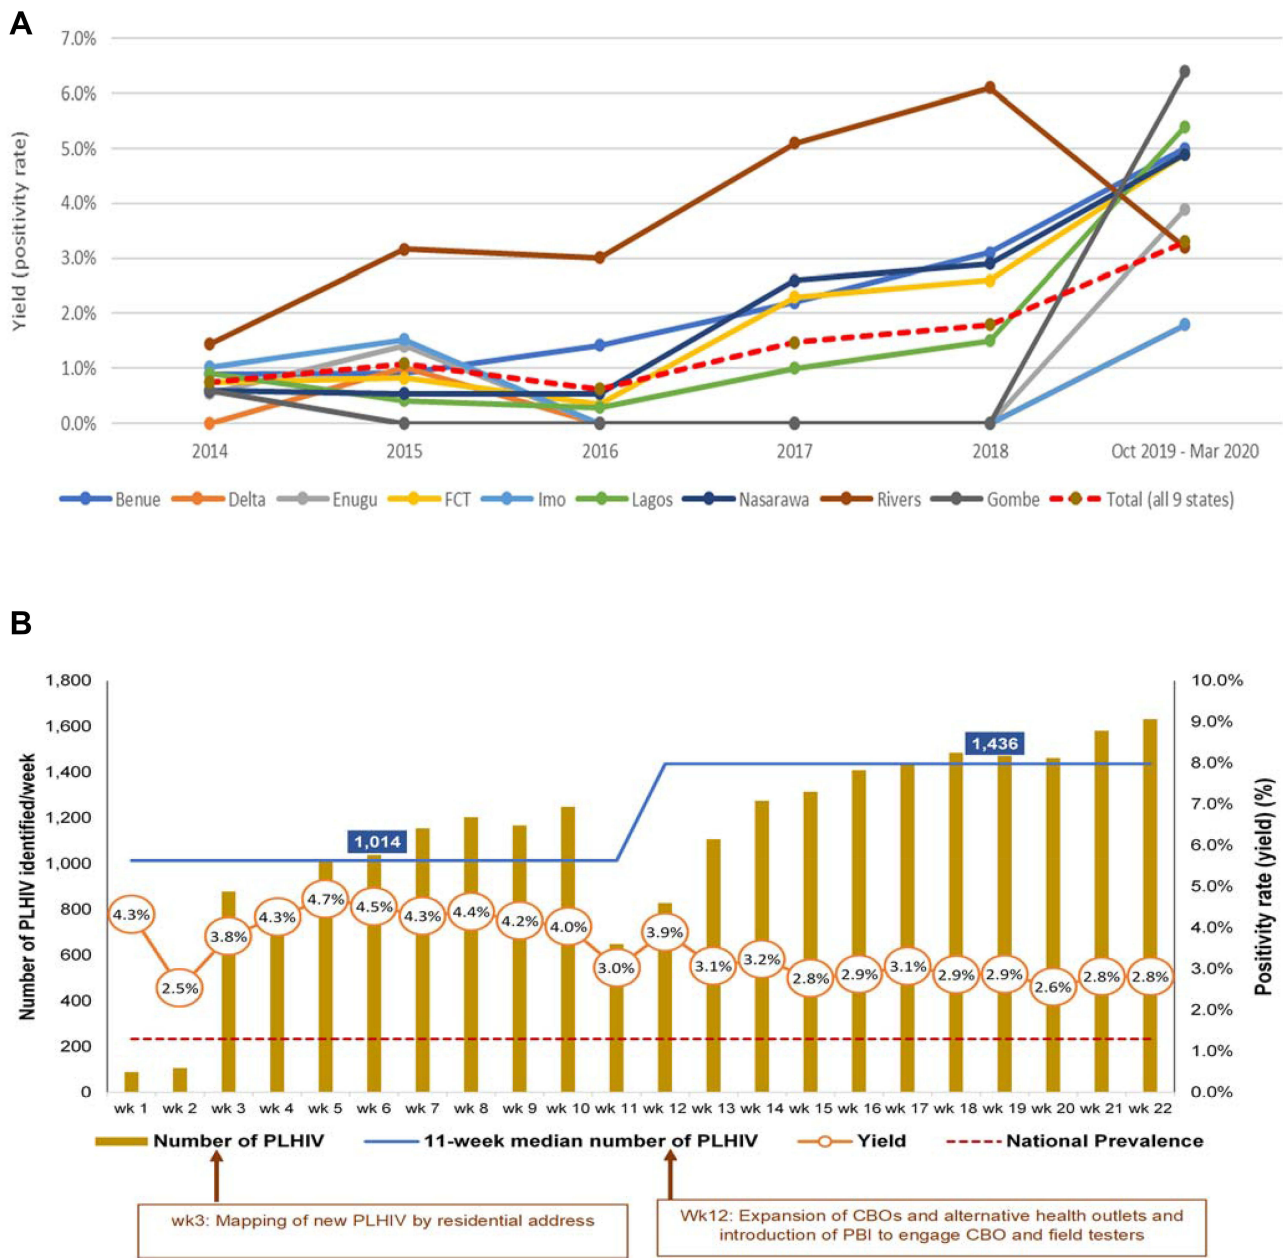 A
7.0%
6.0%
5.0%
4.0%
3.0%
2.0%
1.0%
0.0%
Yield (positivity rate)
2014 2015 2016 2017 2018 Oct 2019 - Mar 2020
Benue Delta Enugu FCT Imo Lagos Nasarawa Rivers Gombe Total (all 9 states)
B
Number of PLHIV identified/week
1,800
1,600
1,400
1,200
1,000
800
600
400
200
0
1,014
1,436
4.3% 2.5% 3.8% 4.3% 4.7% 4.5% 4.3% 4.4% 4.2% 4.0% 3.0% 3.9% 3.1% 3.2% 2.8% 2.9% 3.1% 2.9% 2.9% 2.6% 2.8% 2.8%
10.0%
9.0%
8.0%
7.0%
6.0%
5.0%
4.0%
3.0%
2.0%
1.0%
0.0%
Positivity rate (yield) (%)
wk 1 wk 2 wk 3 wk 4 wk 5 wk 6 wk 7 wk 8 wk 9 wk 10 wk 11 wk 12 wk 13 wk 14 wk 15 wk 16 wk 17 wk 18 wk 19 wk 20 wk 21 wk 22
Number of PLHIV 11-week median number of PLHIV Yield National Prevalence
wk3: Mapping of new PLHIV by residential address
Wk12: Expansion of CBOs and alternative health outlets and
introduction of PBI to engage CBO and field testers